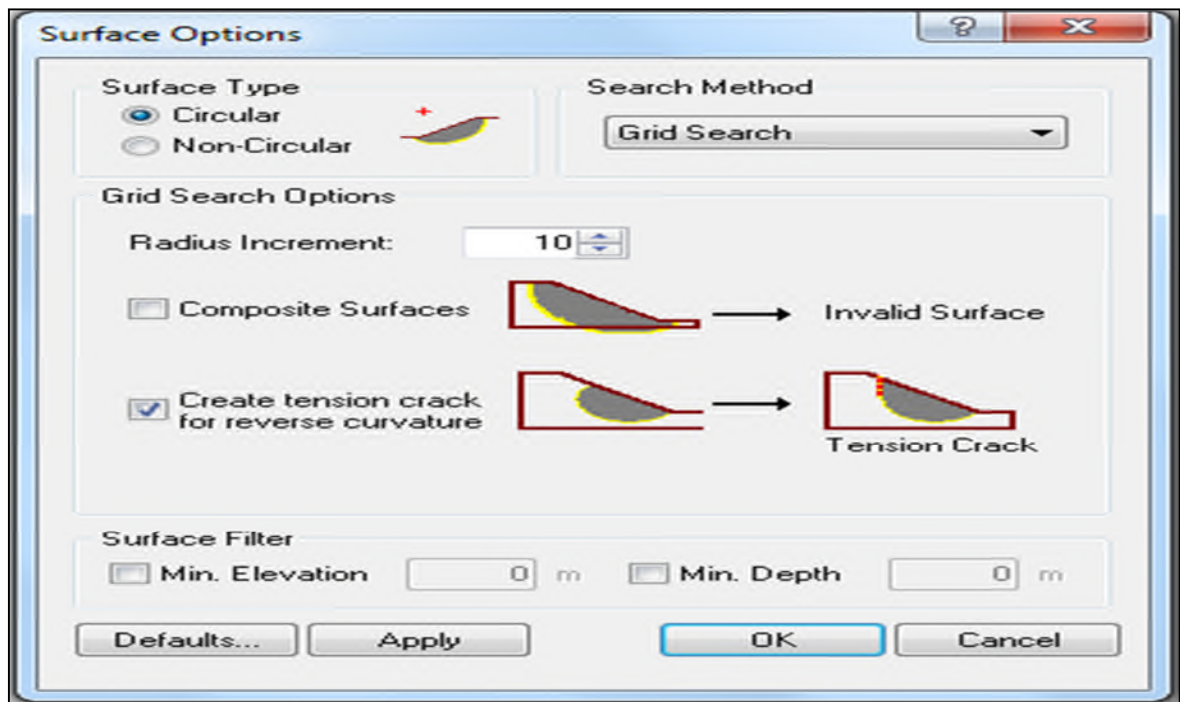 Surface Options
Surface Type
Circular
Non-Circular
Search Method
Grid Search
Grid Search Options
Radius Increment: 10
Composite Surfaces
Invalid Surface
Create tension crack
for reverse curvature
Tension Crack
Surface Filter
Min. Elevation 0 m Min. Depth 0 m
Defaults... Apply OK Cancel